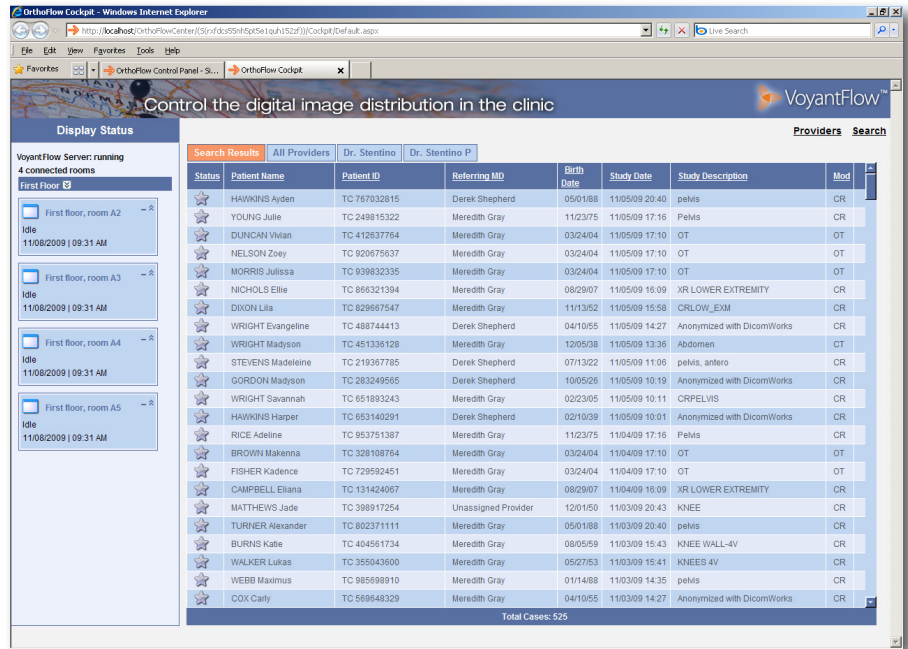 OrthoFlow Cockpit - Windows Internet Explorer
http://localhost/OrthoFlowCenter/(S(rxfdcs55nh5pt5e1quh152zf))/Cockpit/Default.aspx
Live Search
File Edit View Favorites Tools Help
Favorites OrthoFlow Control Panel - Si... OrthoFlow Cockpit
Control the digital image distribution in the clinic
VoyantFlow™
Display Status
Providers Search
VoyantFlow Server: running
4 connected rooms
First Floor
First floor, room A2
Idle
11/08/2009 | 09:31 AM
First floor, room A3
Idle
11/08/2009 | 09:31 AM
First floor, room A4
Idle
11/08/2009 | 09:31 AM
First floor, room A5
Idle
11/08/2009 | 09:31 AM
Search Results All Providers Dr. Stentino Dr. Stentino P
Status Patient Name Patient ID Referring MD Birth Date Study Date Study Description Mod
HAWKINS Ayden TC 767032815 Derek Shepherd 05/01/88 11/05/09 20:40 pelvis CR
YOUNG Julie TC 249815322 Meredith Gray 11/23/75 11/05/09 17:16 Pelvis CR
DUNCAN Vivian TC 412637764 Meredith Gray 03/24/04 11/05/09 17:10 OT OT
NELSON Zoey TC 920675637 Meredith Gray 03/24/04 11/05/09 17:10 OT OT
MORRIS Julissa TC 939832335 Meredith Gray 03/24/04 11/05/09 17:10 OT OT
NICHOLS Ellie TC 866321394 Meredith Gray 08/29/07 11/05/09 16:09 XR LOWER EXTREMITY CR
DIXON Lila TC 829667547 Meredith Gray 11/13/52 11/05/09 15:58 CRLOW_EXM CR
WRIGHT Evangeline TC 488744413 Derek Shepherd 04/10/55 11/05/09 14:27 Anonymized with DicomWorks CR
WRIGHT Madyson TC 451336128 Meredith Gray 12/05/38 11/05/09 13:36 Abdomen CT
STEVENS Madeleine TC 219367785 Derek Shepherd 07/13/22 11/05/09 11:06 pelvis, antero CR
GORDON Madyson TC 283249565 Derek Shepherd 10/05/26 11/05/09 10:19 Anonymized with DicomWorks CR
WRIGHT Savannah TC 651893243 Meredith Gray 02/23/05 11/05/09 10:11 CRPELVIS CR
HAWKINS Harper TC 653140291 Derek Shepherd 02/10/39 11/05/09 10:01 Anonymized with DicomWorks CR
RICE Adeline TC 953751387 Meredith Gray 11/23/75 11/04/09 17:16 Pelvis CR
BROWN Makenna TC 328108764 Meredith Gray 03/24/04 11/04/09 17:10 OT OT
FISHER Kadence TC 729592451 Meredith Gray 03/24/04 11/04/09 17:10 OT OT
CAMPBELL Eliana TC 131424067 Meredith Gray 08/29/07 11/04/09 16:09 XR LOWER EXTREMITY CR
MATTHEWS Jade TC 398917254 Unassigned Provider 12/01/50 11/03/09 20:43 KNEE CR
TURNER Alexander TC 802371111 Meredith Gray 05/01/88 11/03/09 20:40 pelvis CR
BURNS Katie TC 404561734 Meredith Gray 08/05/59 11/03/09 15:43 KNEE WALL-4V CR
WALKER Lukas TC 355043600 Meredith Gray 05/27/53 11/03/09 15:41 KNEES 4V CR
WEBB Maximus TC 985698910 Meredith Gray 01/14/88 11/03/09 14:35 pelvis CR
COX Carly TC 569648329 Meredith Gray 04/10/55 11/03/09 14:27 Anonymized with DicomWorks CR
Total Cases: 525